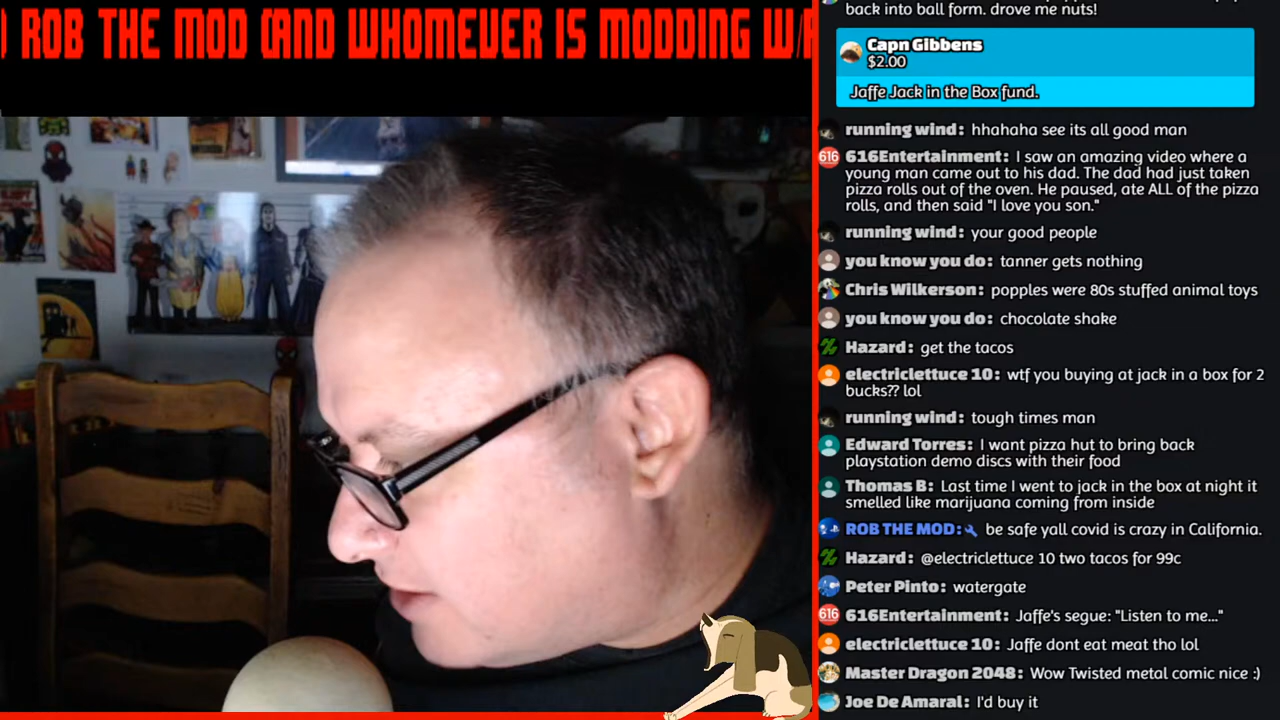 ROB THE MOD (AND WHOMEVER IS MODDING W/
back into ball form. drove me nuts!
Capn Gibbens
$2.00
Jaffe Jack in the Box fund.
running wind: hhahaha see its all good man
616 616Entertainment: I saw an amazing video where a
young man came out to his dad. The dad had just taken
pizza rolls out of the oven. He paused, ate ALL of the pizza
rolls, and then said "I love you son."
running wind: your good people
you know you do: tanner gets nothing
Chris Wilkerson: popples were 80s stuffed animal toys
you know you do: chocolate shake
Hazard: get the tacos
electriclettuce 10: wtf you buying at jack in a box for 2
bucks?? lol
running wind: tough times man
Edward Torres: I want pizza hut to bring back
playstation demo discs with their food
Thomas B: Last time I went to jack in the box at night it
smelled like marijuana coming from inside
ROB THE MOD: be safe yall covid is crazy in California.
Hazard: @electriclettuce 10 two tacos for 99c
Peter Pinto: watergate
616 616Entertainment: Jaffe's segue: "Listen to me..."
electriclettuce 10: Jaffe dont eat meat tho lol
Master Dragon 2048: Wow Twisted metal comic nice :)
Joe De Amaral: I'd buy it